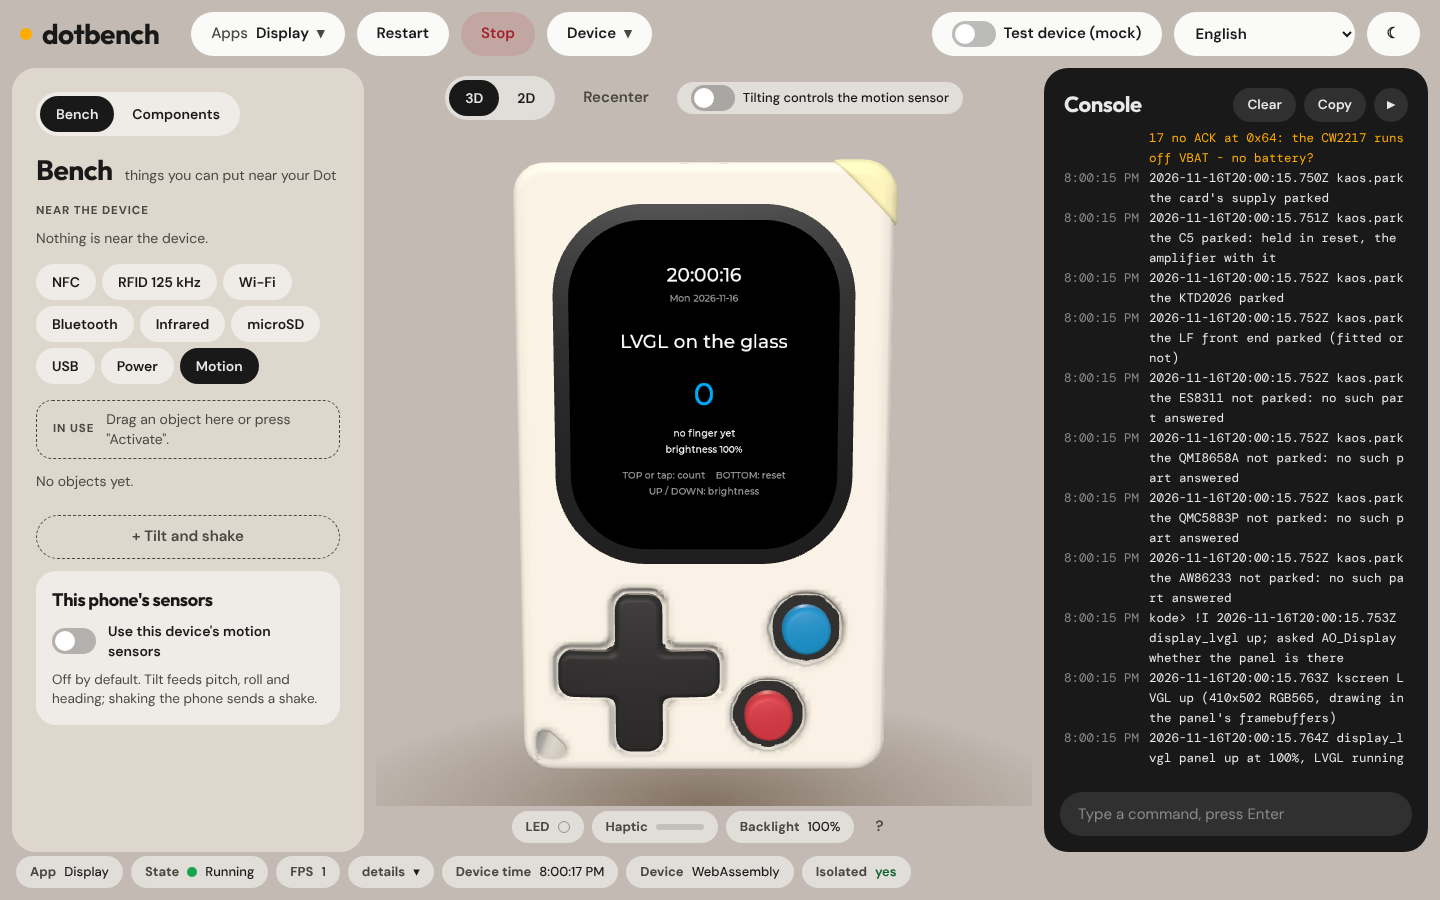 dotbench
Apps Display ▾
Restart
Stop
Device ▾
Test device (mock)
English
Bench
Components
Bench things you can put near your Dot
NEAR THE DEVICE
Nothing is near the device.
NFC
RFID 125 kHz
Wi-Fi
Bluetooth
Infrared
microSD
USB
Power
Motion
IN USE
Drag an object here or press
"Activate".
No objects yet.
+ Tilt and shake
This phone's sensors
Use this device's motion
sensors
Off by default. Tilt feeds pitch, roll and
heading; shaking the phone sends a shake.
3D
2D
Recenter
Tilting controls the motion sensor
20:00:16
Mon 2026-11-16
LVGL on the glass
0
no finger yet
brightness 100%
TOP or tap: count BOTTOM: reset
UP / DOWN: brightness
LED
Haptic
Backlight 100%
?
Console
Clear
Copy
17 no ACK at 0x64: the CW2217 runs
off VBAT - no battery?
8:00:15 PM 2026-11-16T20:00:15.750Z kaos.park
the card's supply parked
8:00:15 PM 2026-11-16T20:00:15.751Z kaos.park
the C5 parked: held in reset, the
amplifier with it
8:00:15 PM 2026-11-16T20:00:15.752Z kaos.park
the KTD2026 parked
8:00:15 PM 2026-11-16T20:00:15.752Z kaos.park
the LF front end parked (fitted or
not)
8:00:15 PM 2026-11-16T20:00:15.752Z kaos.park
the ES8311 not parked: no such par
t answered
8:00:15 PM 2026-11-16T20:00:15.752Z kaos.park
the QMI8658A not parked: no such p
art answered
8:00:15 PM 2026-11-16T20:00:15.752Z kaos.park
the QMC5883P not parked: no such p
art answered
8:00:15 PM 2026-11-16T20:00:15.752Z kaos.park
the AW86233 not parked: no such pa
rt answered
8:00:15 PM kode> !I 2026-11-16T20:00:15.753Z
display_lvgl up; asked AO_Display
whether the panel is there
8:00:15 PM 2026-11-16T20:00:15.763Z kscreen L
VGL up (410x502 RGB565, drawing in
the panel's framebuffers)
8:00:15 PM 2026-11-16T20:00:15.764Z display_l
vgl panel up at 100%, LVGL running
Type a command, press Enter
App Display
State Running
FPS 1
details ▾
Device time 8:00:17 PM
Device WebAssembly
Isolated yes